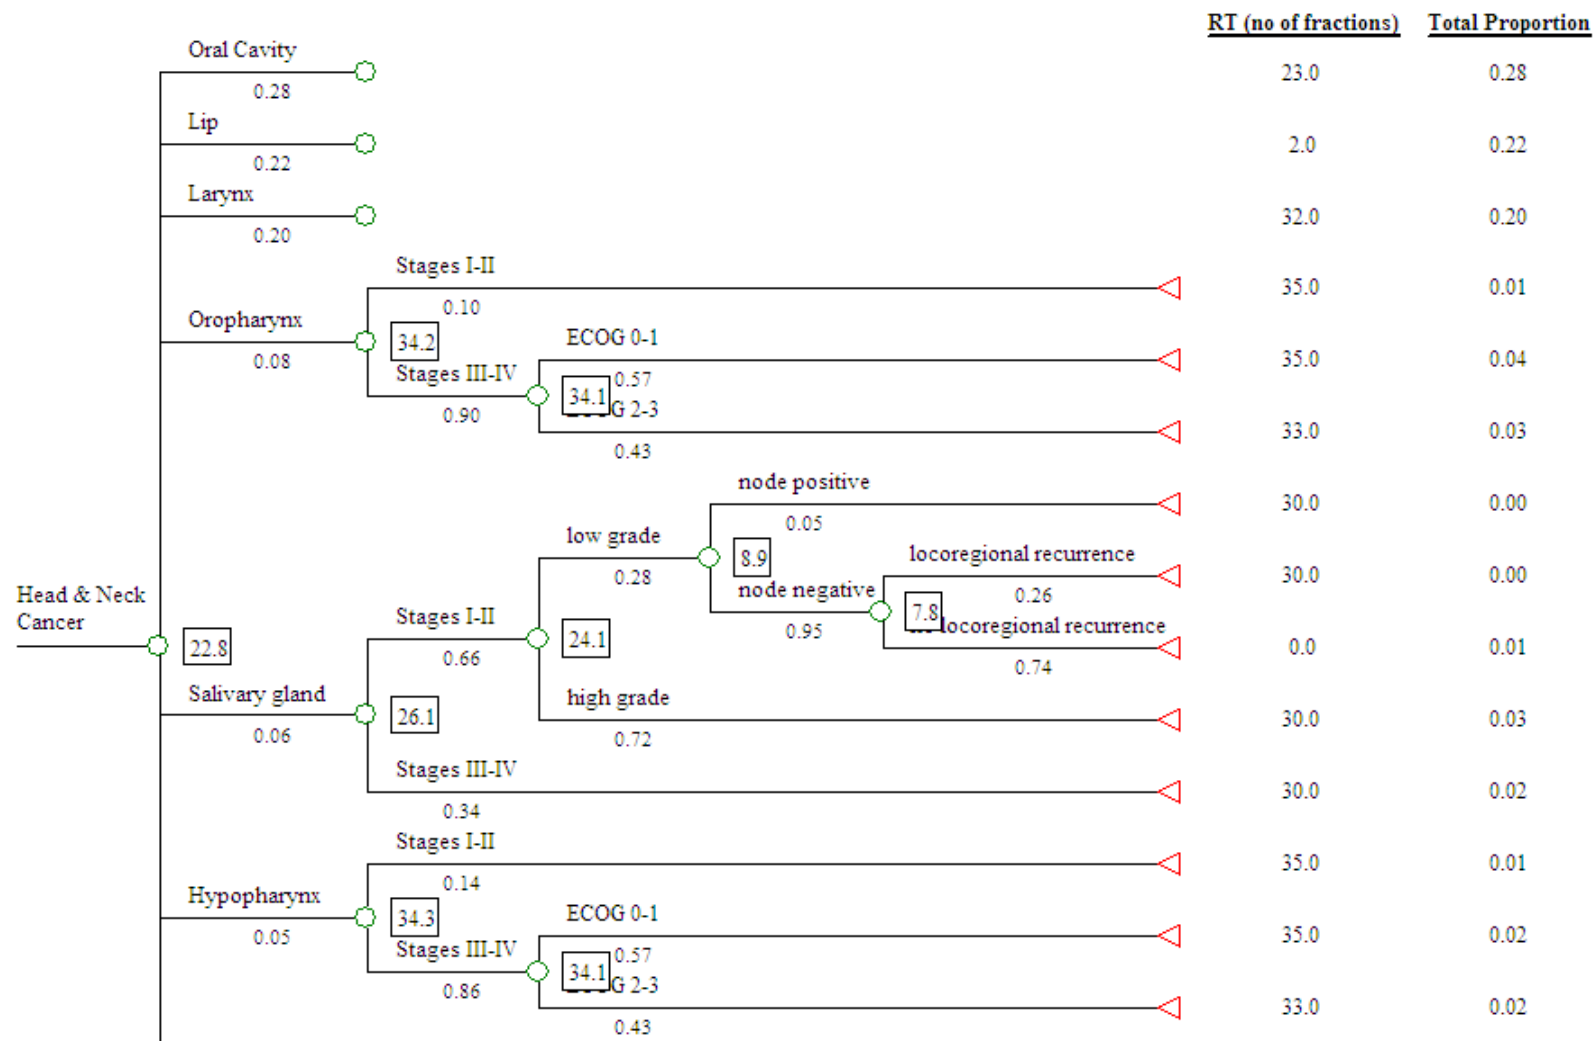 RT (no of fractions) Total Proportion
Oral Cavity
0.28
23.0 0.28
Lip
0.22
2.0 0.22
Larynx
0.20
32.0 0.20
Stages I-II
0.10
35.0 0.01
Oropharynx
0.08
34.2
Stages III-IV
0.90
ECOG 0-1
0.57
35.0 0.04
34.1
G 2-3
0.43
33.0 0.03
node positive
0.05
30.0 0.00
low grade
0.28
8.9
node negative
0.95
locoregional recurrence
0.26
30.0 0.00
7.8
locoregional recurrence
0.74
0.0 0.01
Head & Neck
Cancer
22.8
Stages I-II
0.66
24.1
Salivary gland
0.06
26.1
high grade
0.72
30.0 0.03
Stages III-IV
0.34
30.0 0.02
Stages I-II
0.14
35.0 0.01
Hypopharynx
0.05
34.3
Stages III-IV
0.86
ECOG 0-1
0.57
35.0 0.02
34.1
G 2-3
0.43
33.0 0.02